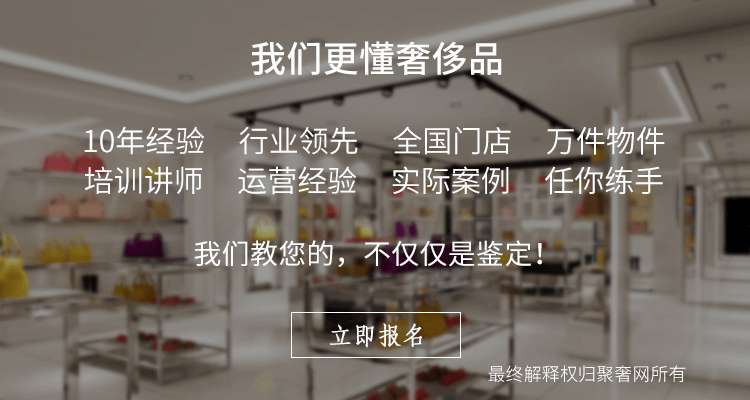 我们更懂奢侈品
10年经验 行业领先 全国门店 万件物件
培训讲师 运营经验 实际案例 任你练手
我们教您的，不仅仅是鉴定！
立即报名
最终解释权归聚奢网所有